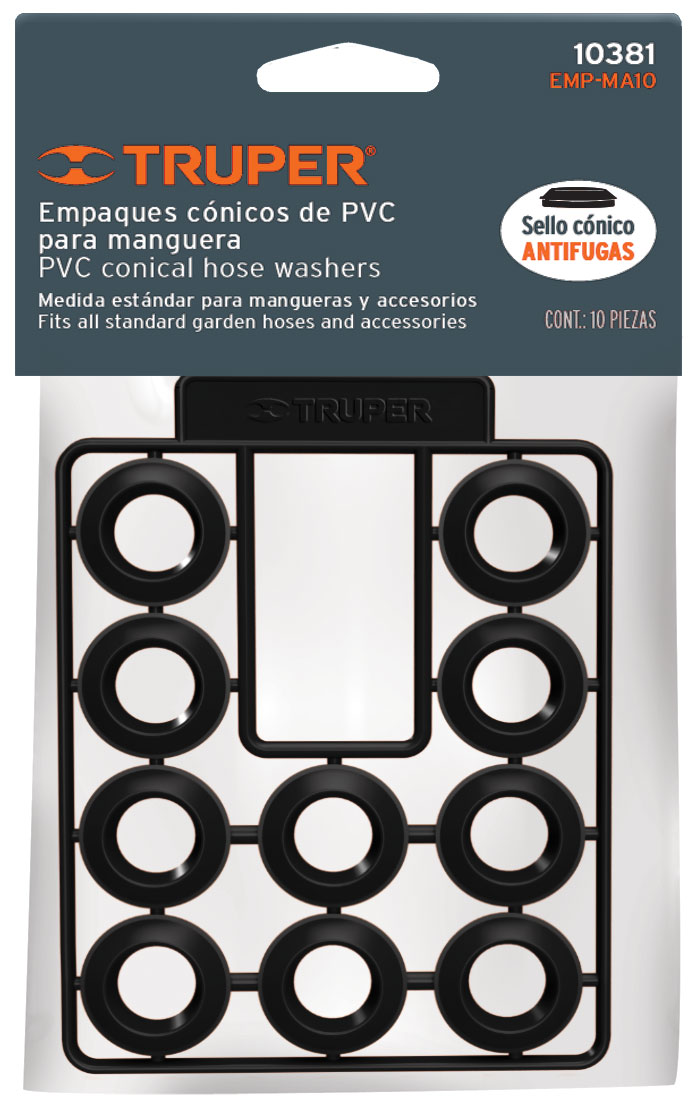 10381
EMP-MA10
TRUPER®
Empaques cónicos de PVC
para manguera
PVC conical hose washers
Medida estándar para mangueras y accesorios
Fits all standard garden hoses and accessories
Sello cónico
ANTIFUGAS
CONT.: 10 PIEZAS
TRUPER